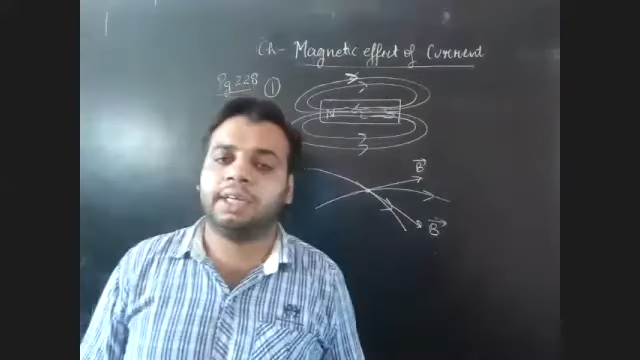 Ch- Magnetic effect of Current
Pg 228 ①
N S
B
B